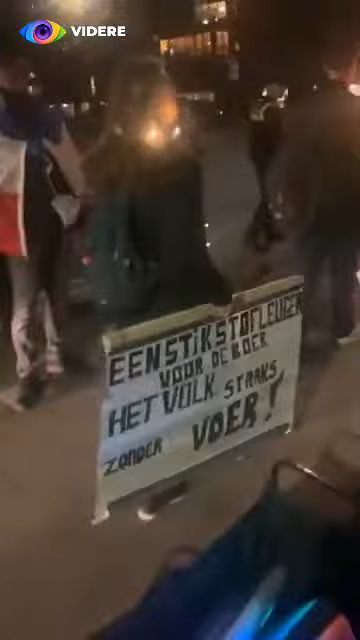 VIDERE
EEN STIKSTOFLEUGEN
VOOR DE BOER
HET VOLK STRAKS
ZONDER VOER!